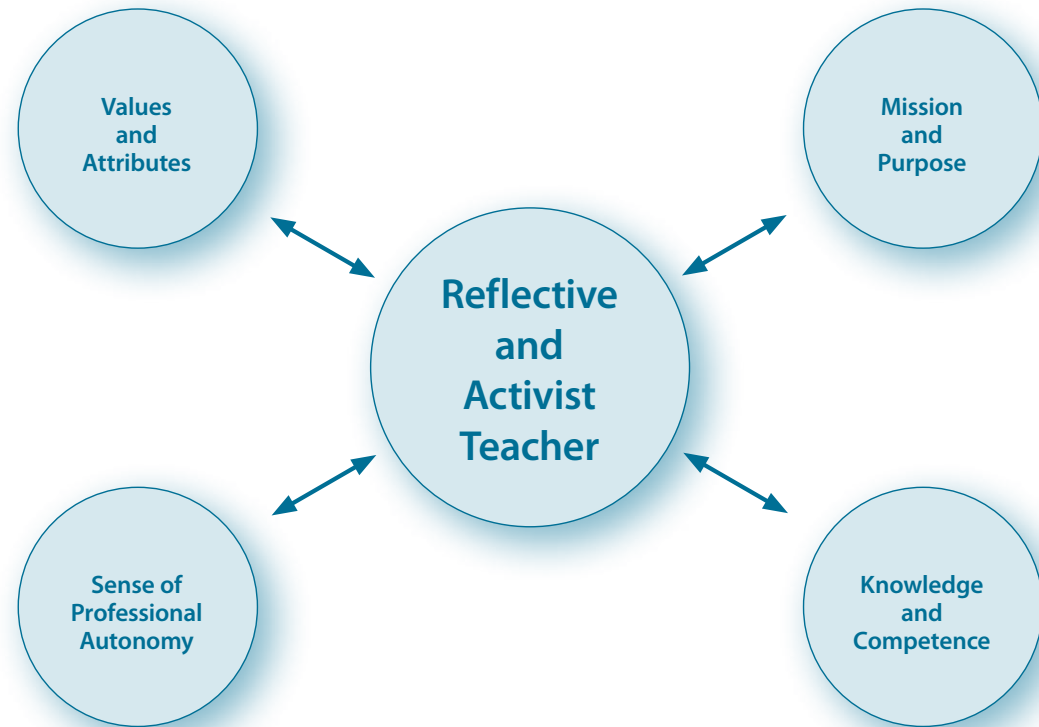 Values
and
Attributes
Mission
and
Purpose
Reflective
and
Activist
Teacher
Sense of
Professional
Autonomy
Knowledge
and
Competence